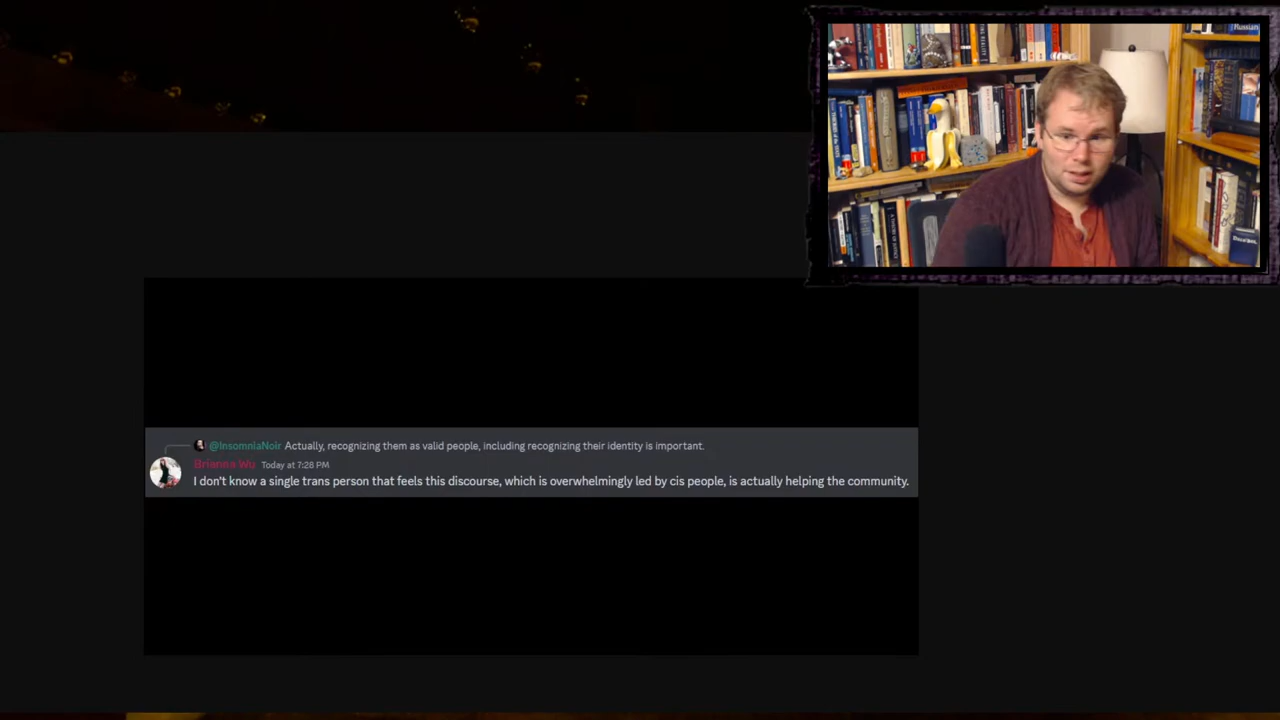 Russian
@InsomniaNoir Actually, recognizing them as valid people, including recognizing their identity is important.
Brianna Wu Today at 7:28 PM
I don't know a single trans person that feels this discourse, which is overwhelmingly led by cis people, is actually helping the community.